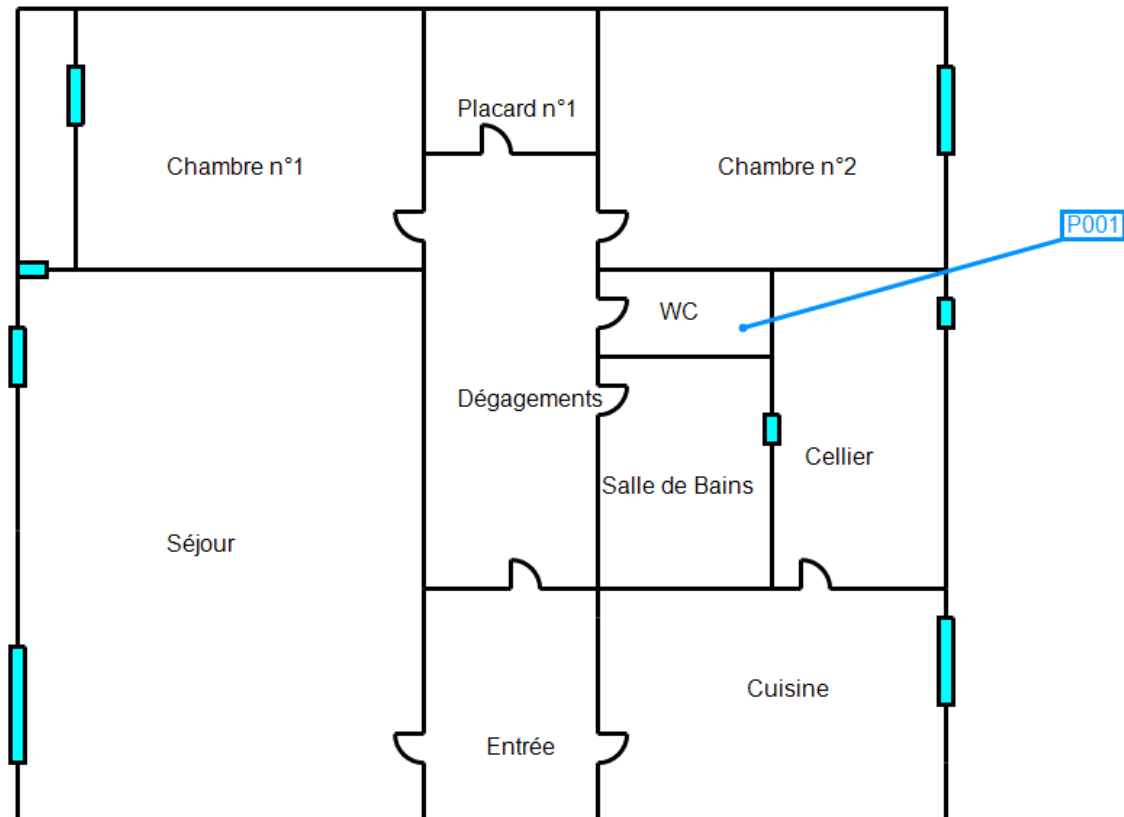 Placard n°1
Chambre n°1
Chambre n°2
P001
WC
Dégagements
Cellier
Salle de Bains
Séjour
Cuisine
Entrée